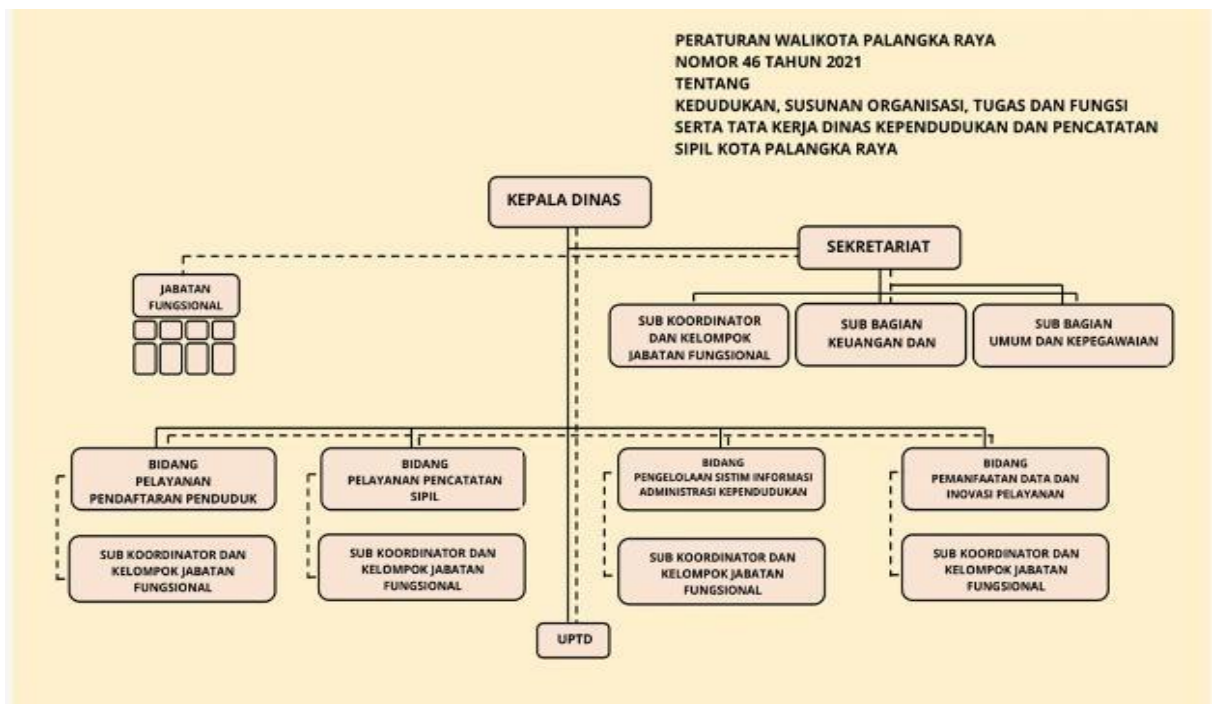 PERATURAN WALIKOTA PALANGKA RAYA
NOMOR 46 TAHUN 2021
TENTANG
KEDUDUKAN, SUSUNAN ORGANISASI, TUGAS DAN FUNGSI
SERTA TATA KERJA DINAS KEPENDUDUKAN DAN PENCATATAN
SIPIL KOTA PALANGKA RAYA
KEPALA DINAS
SEKRETARIAT
JABATAN
FUNGSIONAL
SUB KOORDINATOR
DAN KELOMPOK
JABATAN FUNGSIONAL
SUB BAGIAN
KEUANGAN DAN
SUB BAGIAN
UMUM DAN KEPEGAWAIAN
BIDANG
PELAYANAN
PENDAFTARAN PENDUDUK
BIDANG
PELAYANAN PENCATATAN
SIPIL
BIDANG
PENGELOLAAN SISTIM INFORMASI
ADMINISTRASI KEPENDUDUKAN
BIDANG
PEMANFAATAN DATA DAN
INOVASI PELAYANAN
SUB KOORDINATOR DAN
KELOMPOK JABATAN
FUNGSIONAL
SUB KOORDINATOR DAN
KELOMPOK JABATAN
FUNGSIONAL
SUB KOORDINATOR DAN
KELOMPOK JABATAN
FUNGSIONAL
SUB KOORDINATOR DAN
KELOMPOK JABATAN
FUNGSIONAL
UPTD